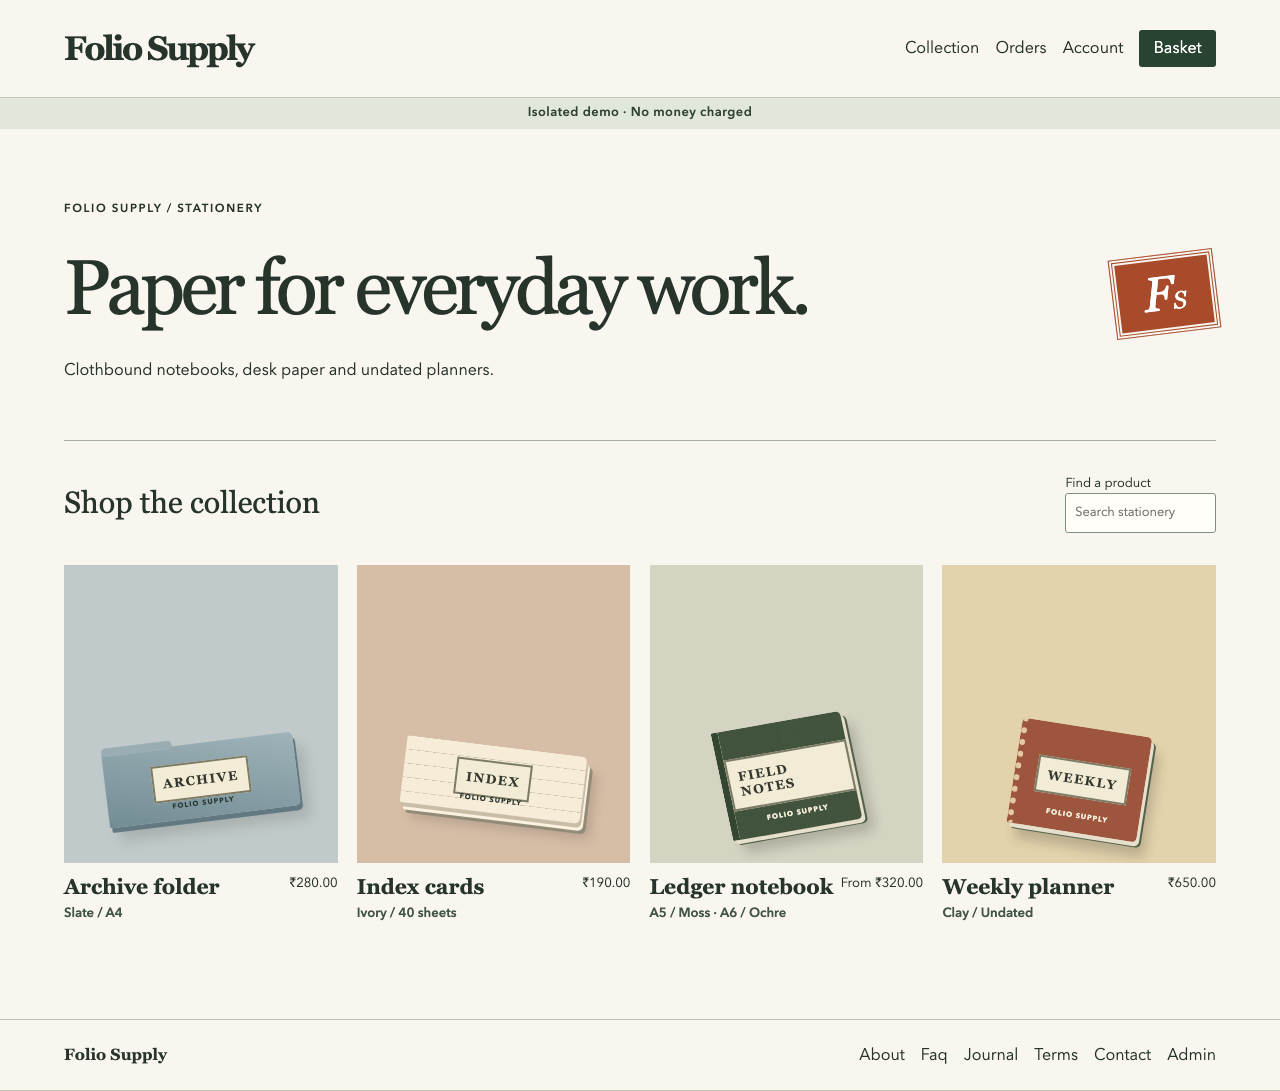 Folio Supply
Collection Orders Account Basket
Isolated demo · No money charged
FOLIO SUPPLY / STATIONERY
Paper for everyday work.
Fs
Clothbound notebooks, desk paper and undated planners.
Shop the collection
Find a product
Search stationery
ARCHIVE
FOLIO SUPPLY
INDEX
FOLIO SUPPLY
FIELD
NOTES
FOLIO SUPPLY
WEEKLY
FOLIO SUPPLY
Archive folder ₹280.00
Slate / A4
Index cards ₹190.00
Ivory / 40 sheets
Ledger notebook From ₹320.00
A5 / Moss · A6 / Ochre
Weekly planner ₹650.00
Clay / Undated
Folio Supply
About Faq Journal Terms Contact Admin